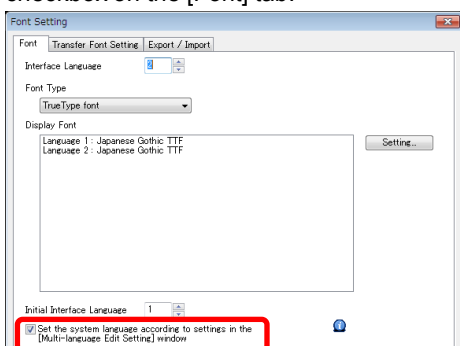 checkbox on the [Font] tab.
Font Setting
Font Transfer Font Setting Export / Import
Interface Language 2
Font Type
TrueType font
Display Font
Language 1 : Japanese Gothic TTF
Language 2 : Japanese Gothic TTF
Setting...
Initial Interface Language 1
Set the system language according to settings in the
[Multi-language Edit Setting] window